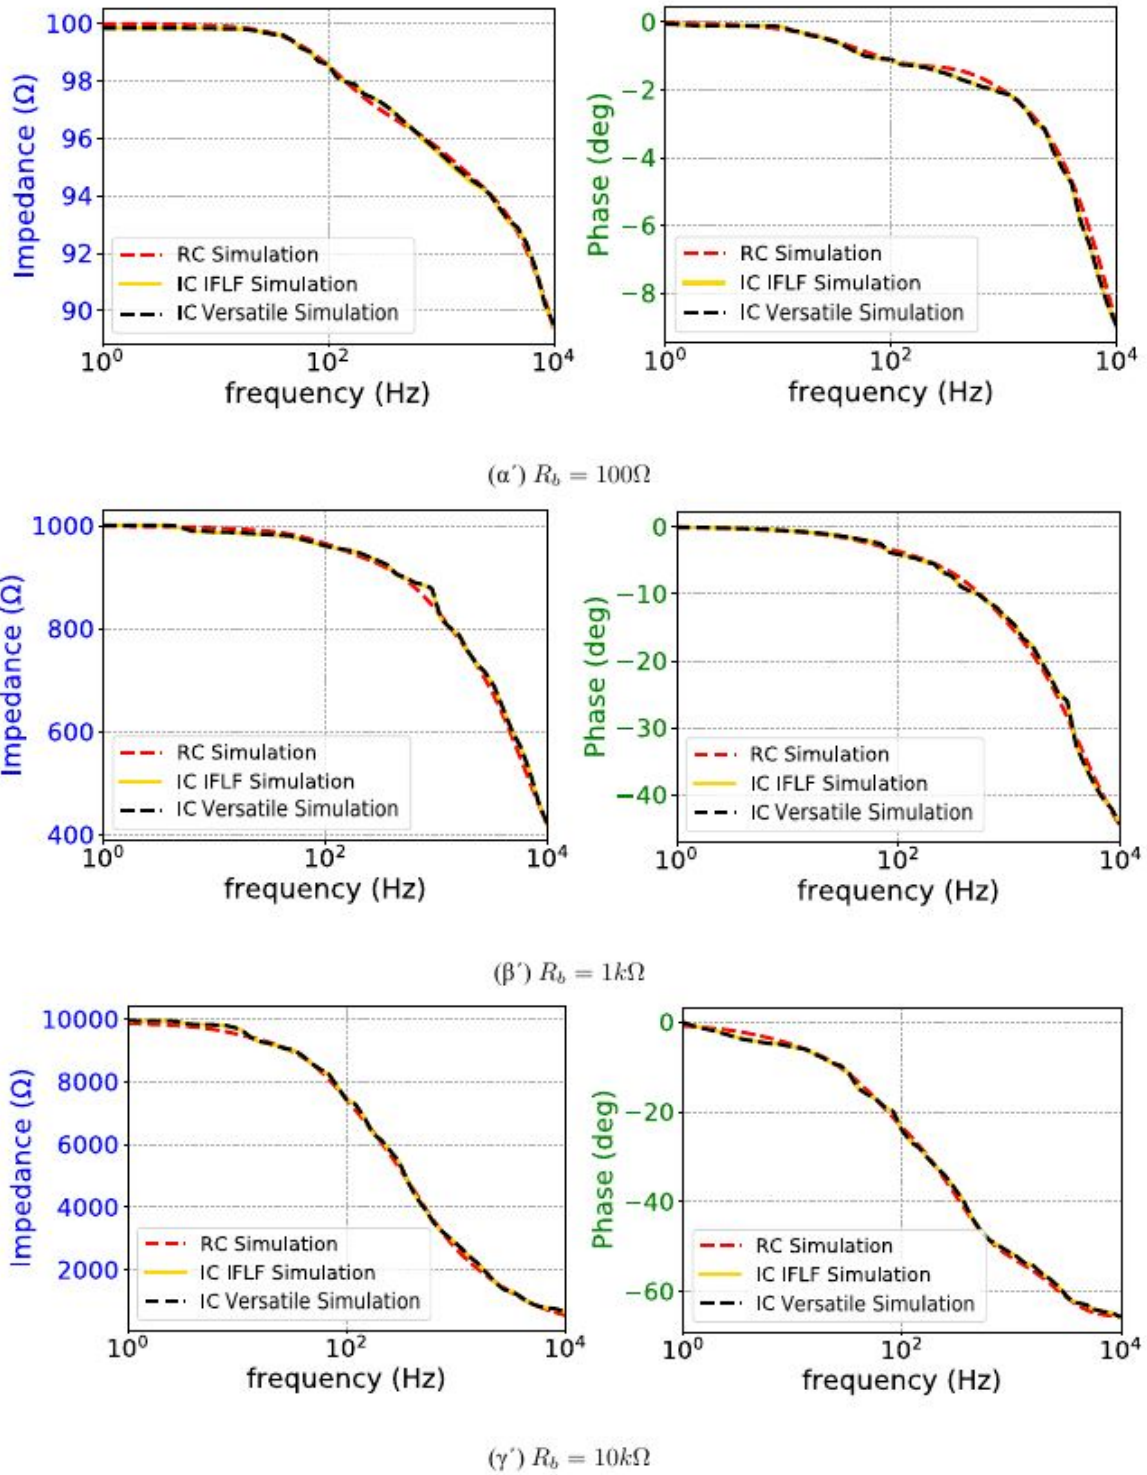 Impedance (Ω)
100
98
96
94
92
90
RC Simulation
IC IFLF Simulation
IC Versatile Simulation
10⁰ 10² 10⁴
frequency (Hz)
Phase (deg)
0
−2
−4
−6
−8
RC Simulation
IC IFLF Simulation
IC Versatile Simulation
10⁰ 10² 10⁴
frequency (Hz)
(α΄) R_b = 100Ω
Impedance (Ω)
1000
800
600
400
RC Simulation
IC IFLF Simulation
IC Versatile Simulation
10⁰ 10² 10⁴
frequency (Hz)
Phase (deg)
0
−10
−20
−30
−40
RC Simulation
IC IFLF Simulation
IC Versatile Simulation
10⁰ 10² 10⁴
frequency (Hz)
(β΄) R_b = 1kΩ
Impedance (Ω)
10000
8000
6000
4000
2000
RC Simulation
IC IFLF Simulation
IC Versatile Simulation
10⁰ 10² 10⁴
frequency (Hz)
Phase (deg)
0
−20
−40
−60
RC Simulation
IC IFLF Simulation
IC Versatile Simulation
10⁰ 10² 10⁴
frequency (Hz)
(γ΄) R_b = 10kΩ